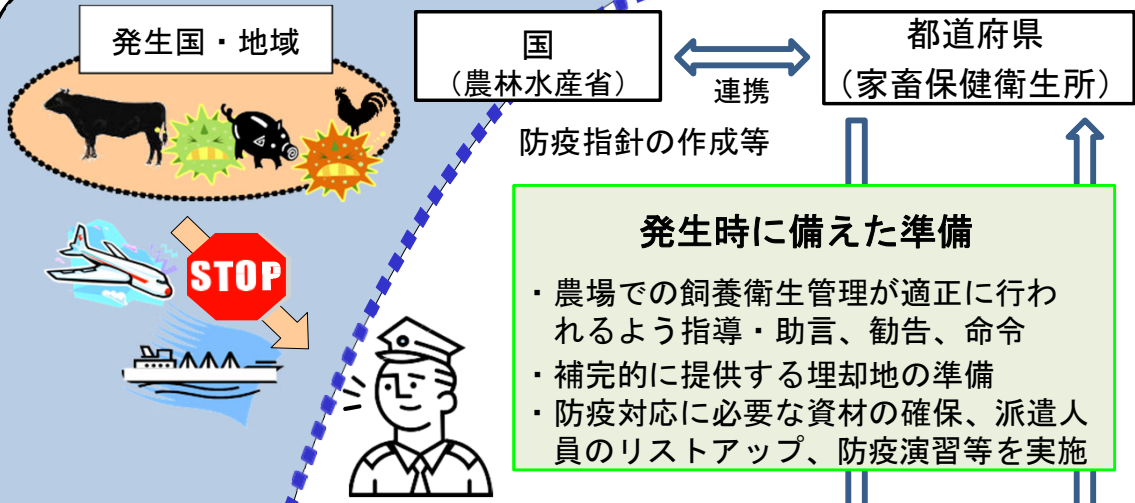 発生国・地域
国
（農林水産省）
連携
都道府県
（家畜保健衛生所）
防疫指針の作成等
STOP
発生時に備えた準備
・農場での飼養衛生管理が適正に行わ
れるよう指導・助言、勧告、命令
・補完的に提供する埋却地の準備
・防疫対応に必要な資材の確保、派遣人
員のリストアップ、防疫演習等を実施